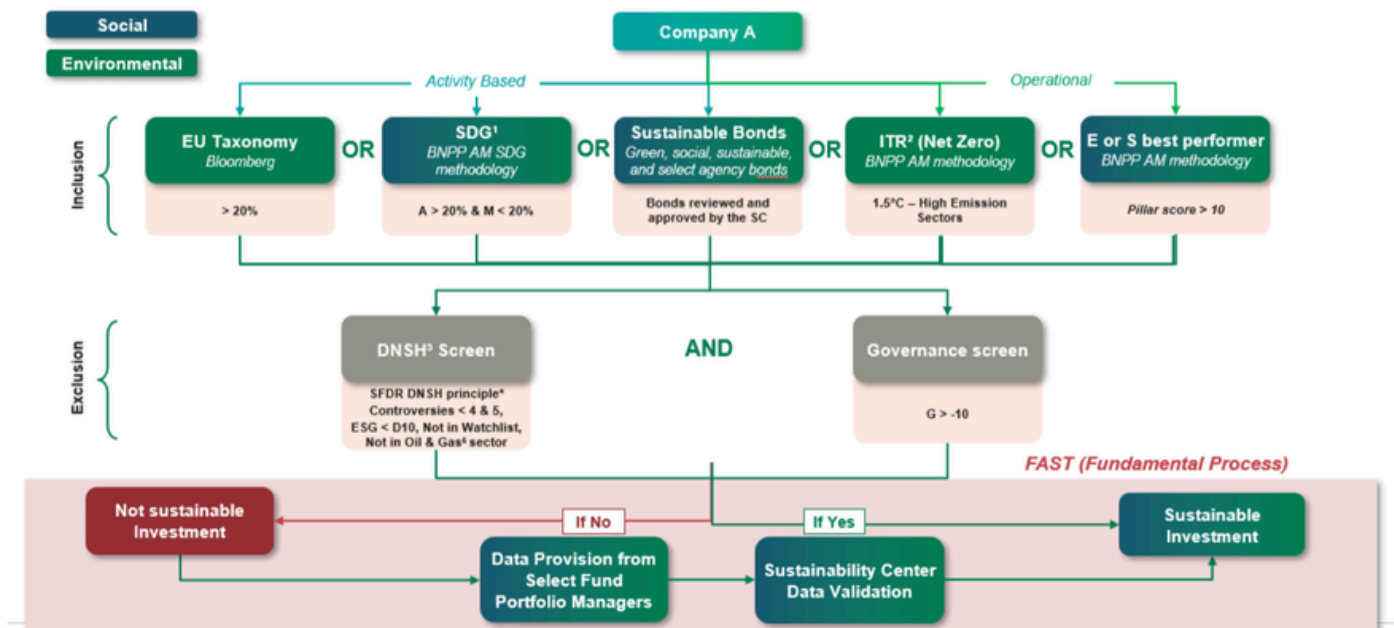 Social
Environmental
Company A
Activity Based
Operational
Inclusion
EU Taxonomy
Bloomberg
> 20%
OR
SDG¹
BNPP AM SDG
methodology
A > 20% & M < 20%
OR
Sustainable Bonds
Green, social, sustainable,
and select agency bonds
Bonds reviewed and
approved by the SC
OR
ITR² (Net Zero)
BNPP AM methodology
1.5°C – High Emission
Sectors
OR
E or S best performer
BNPP AM methodology
Pillar score > 10
Exclusion
DNSH³ Screen
SFDR DNSH principle⁴
Controversies < 4 & 5,
ESG < D10, Not in Watchlist,
Not in Oil & Gas⁵ sector
AND
Governance screen
G > -10
FAST (Fundamental Process)
Not sustainable
Investment
If No
If Yes
Sustainable
Investment
Data Provision from
Select Fund
Portfolio Managers
Sustainability Center
Data Validation